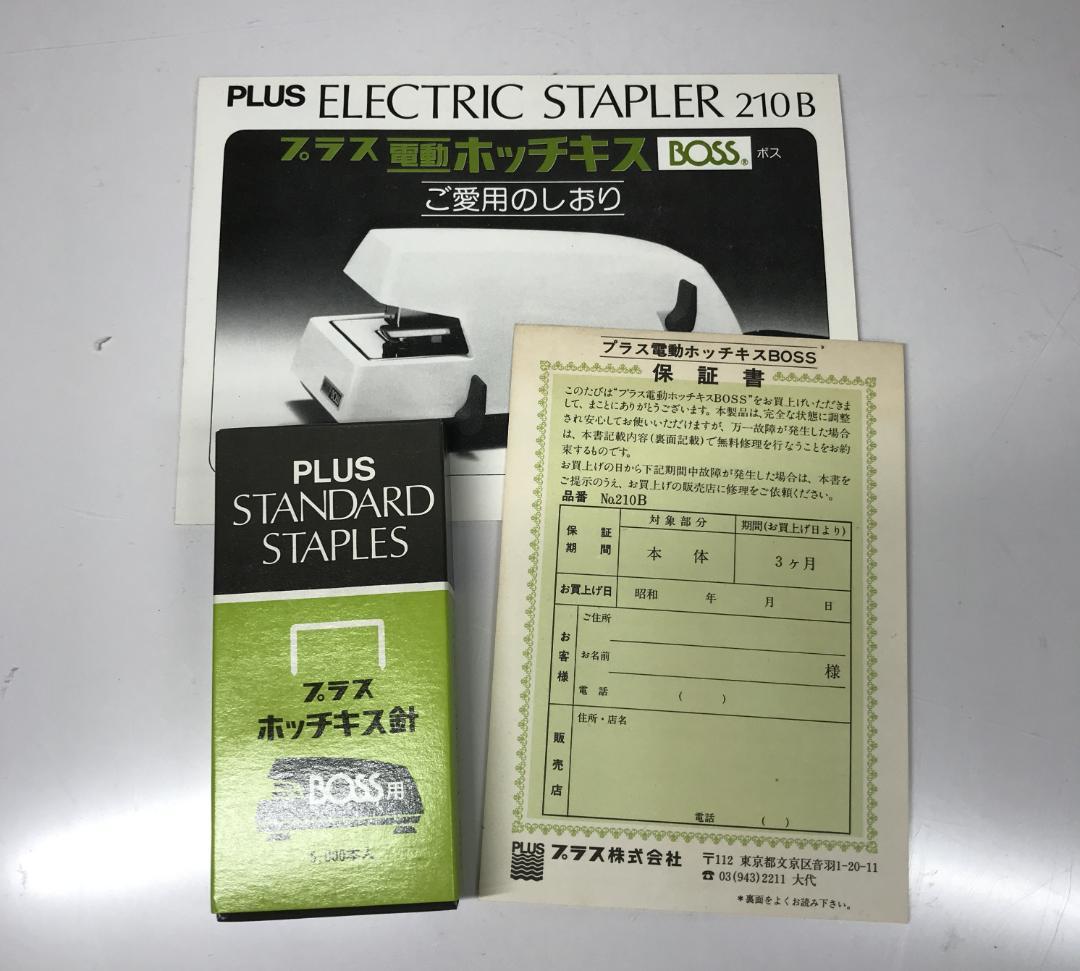 PLUS ELECTRIC STAPLER 210B
プラス 電動ホッチキス BOSS® ボス
ご愛用のしおり
PLUS
STANDARD
STAPLES
プラス
ホッチキス針
BOSS用
5,000本入
プラス電動ホッチキスBOSS
保証書
このたびは"プラス電動ホッチキスBOSS"をお買上げいただきま
して、まことにありがとうございます。本製品は、完全な状態に調整
され安心してお使いいただけますが、万一故障が発生した場合
は、本書記載内容(裏面記載)で無料修理を行なうことをお約
束するものです。
お買上げの日から下記期間中故障が発生した場合は、本書を
ご提示のうえ、お買上げの販売店に修理をご依頼ください。
品番 No.210B
保証期間 対象部分 期間(お買上げ日より)
本体 3ヶ月
お買上げ日 昭和 年 月 日
お客様 ご住所
お名前 様
電話 ( )
販売店 住所・店名
電話 ( )
PLUS プラス株式会社 〒112 東京都文京区音羽1-20-11
☎ 03(943)2211 大代
*裏面をよくお読み下さい。